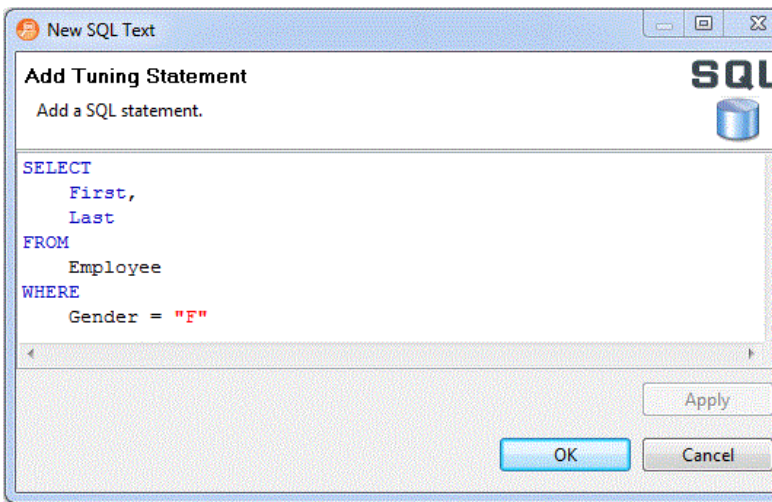 New SQL Text
Add Tuning Statement
SQL
Add a SQL statement.
SELECT
    First,
    Last
FROM
    Employee
WHERE
    Gender = "F"
Apply
OK
Cancel